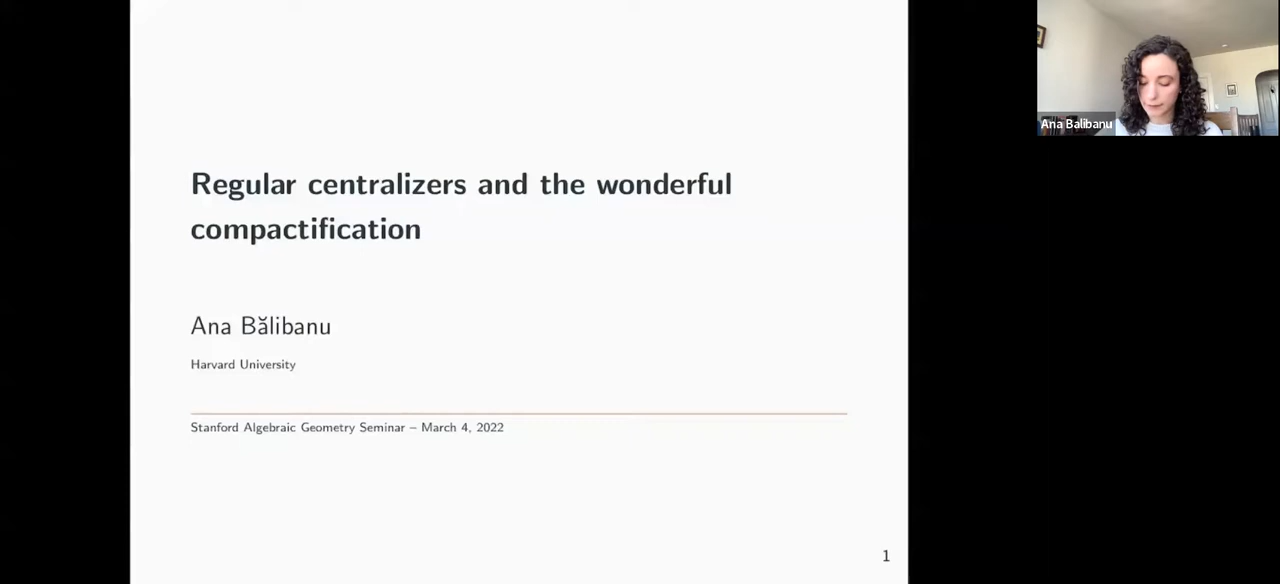 Regular centralizers and the wonderful
compactification
Ana Bălibanu
Harvard University
Stanford Algebraic Geometry Seminar – March 4, 2022
1
Ana Balibanu